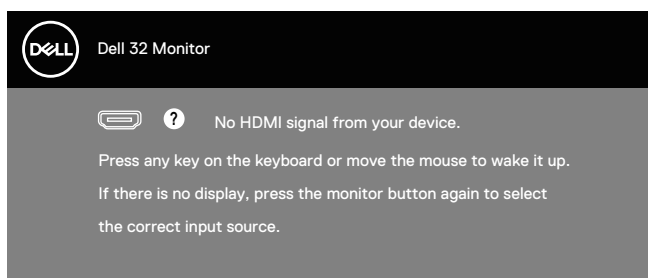 DELL
Dell 32 Monitor
? No HDMI signal from your device.
Press any key on the keyboard or move the mouse to wake it up.
If there is no display, press the monitor button again to select
the correct input source.